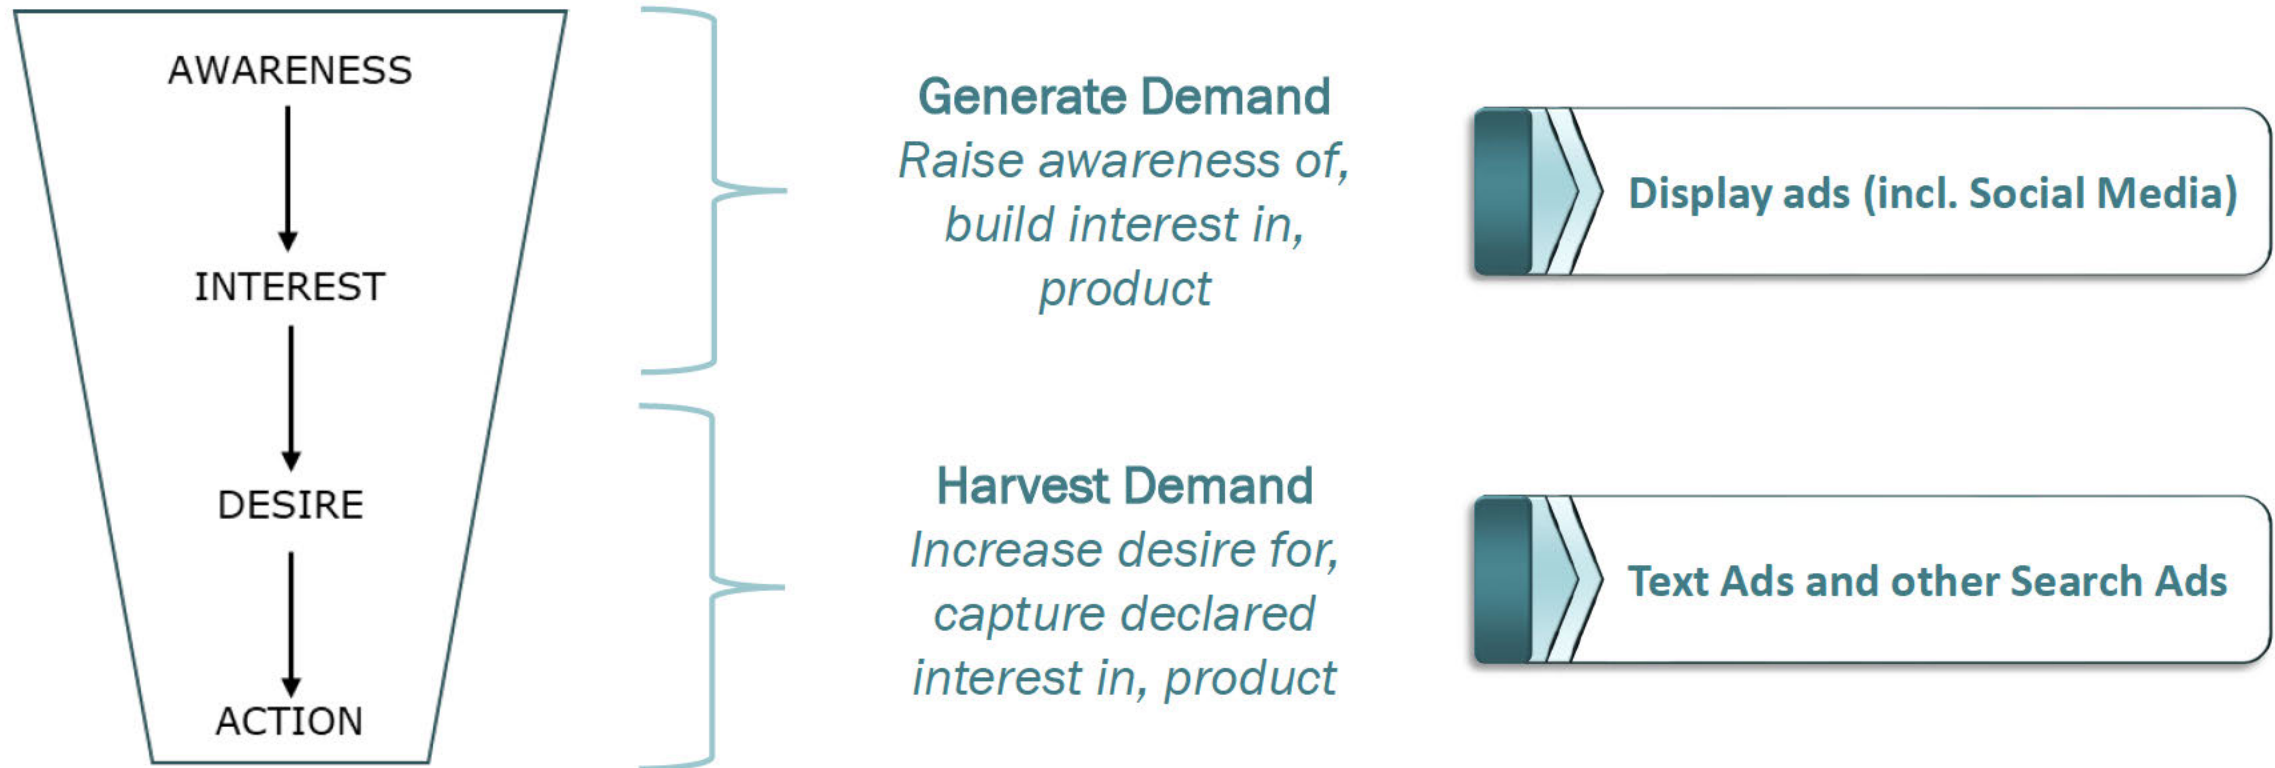 AWARENESS
INTEREST
DESIRE
ACTION
Generate Demand
Raise awareness of,
build interest in,
product
Harvest Demand
Increase desire for,
capture declared
interest in, product
Display ads (incl. Social Media)
Text Ads and other Search Ads